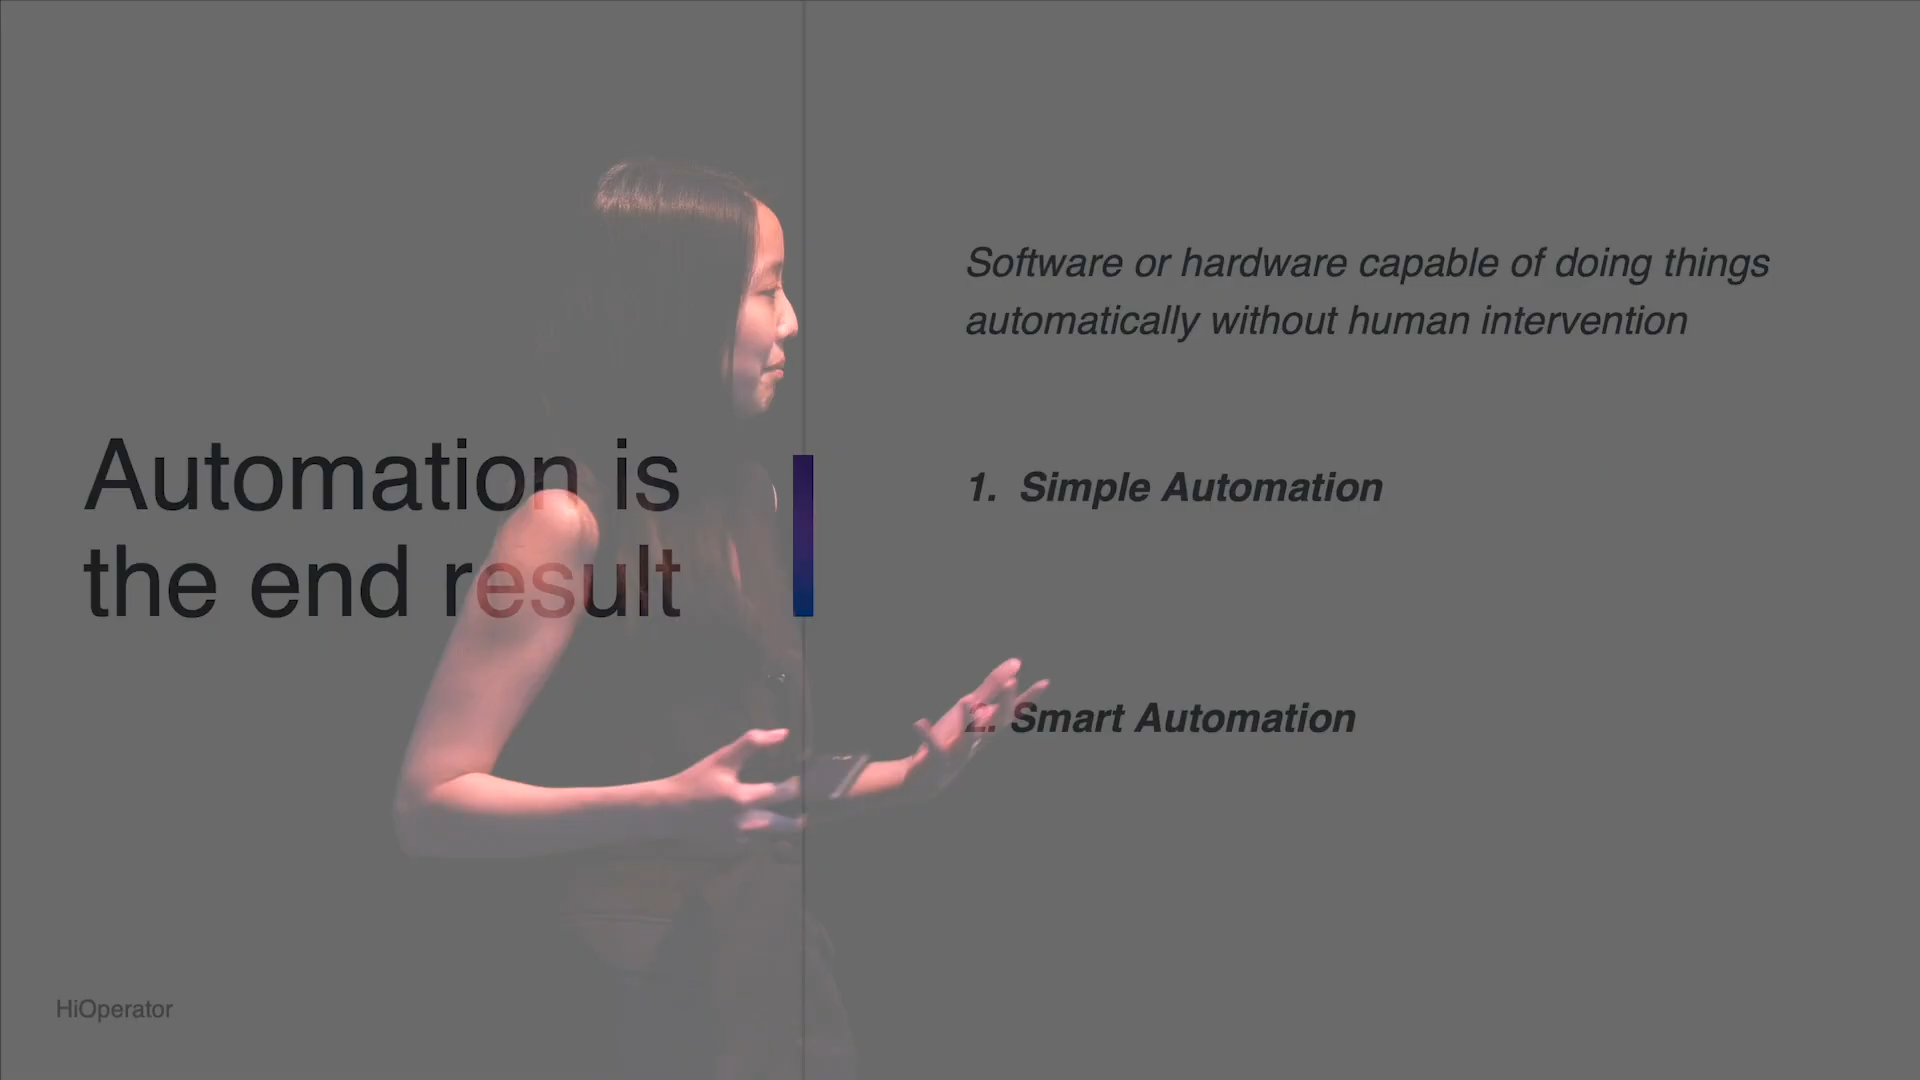 Automation is
the end result
Software or hardware capable of doing things
automatically without human intervention
1. Simple Automation
2. Smart Automation
HiOperator